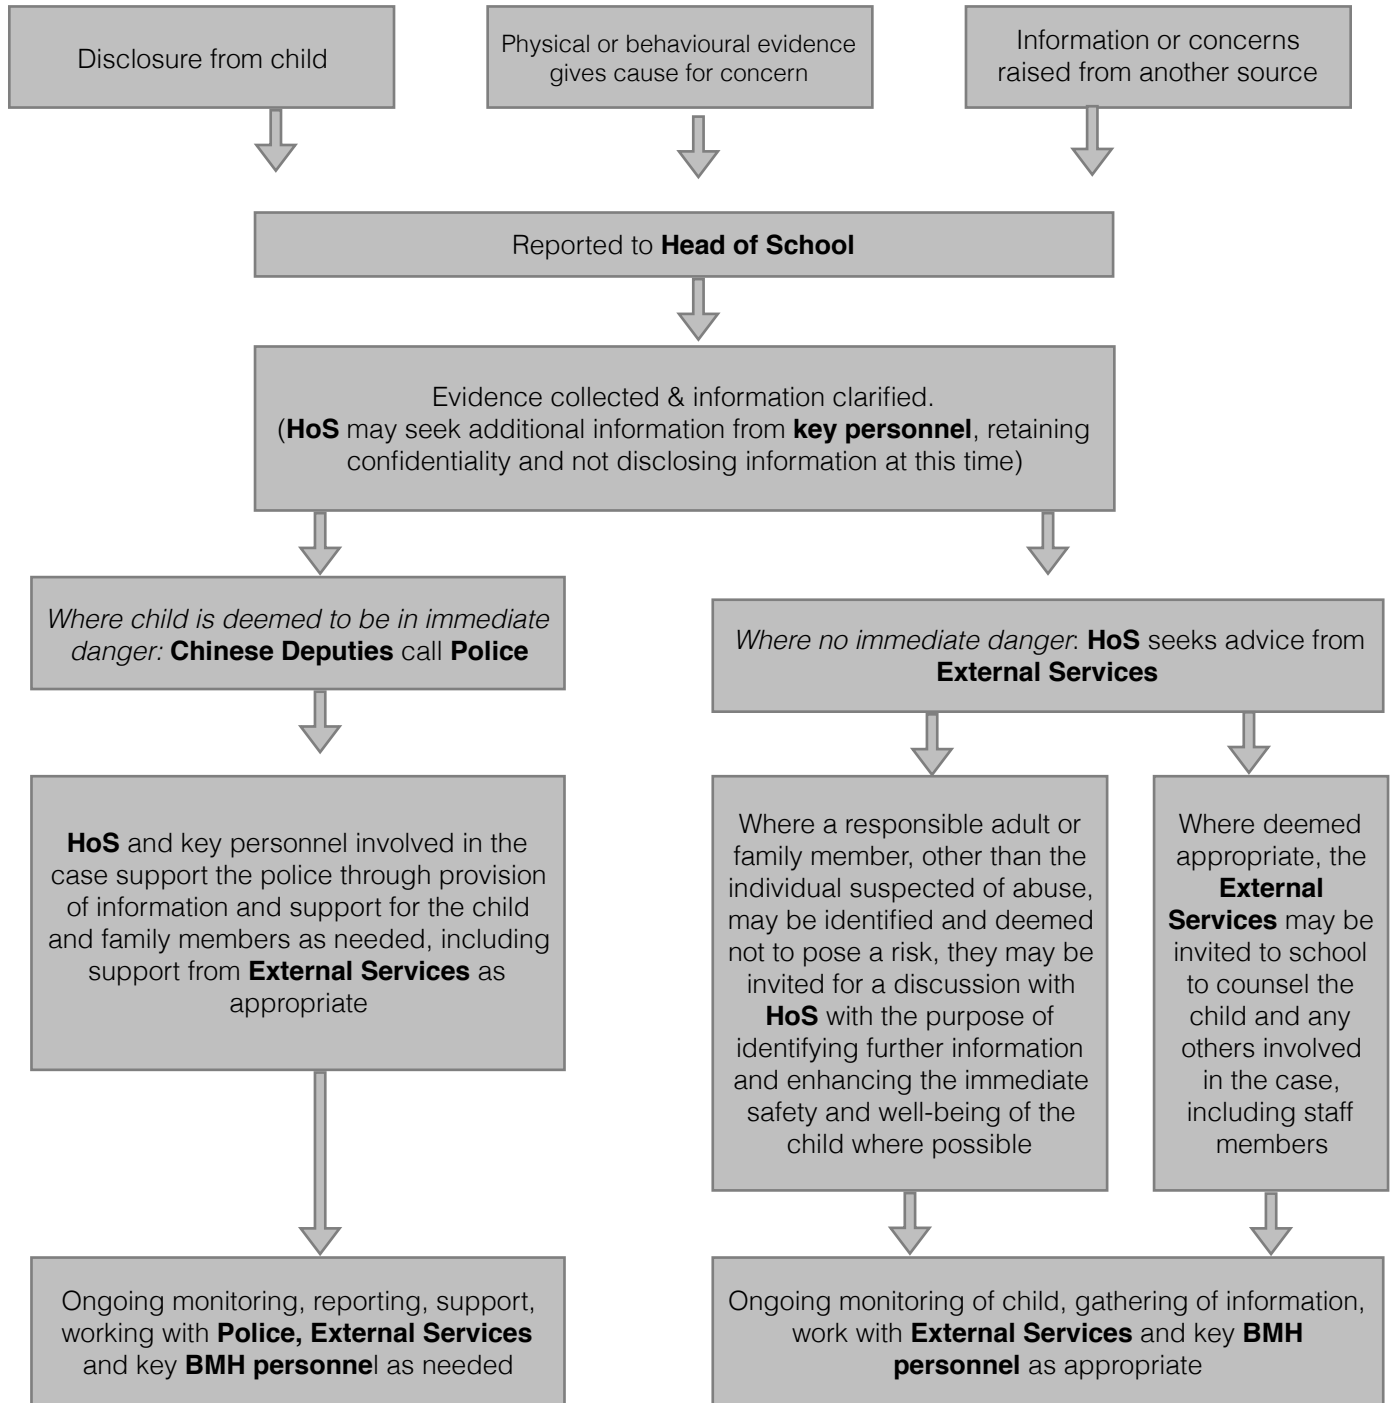 Disclosure from child
Physical or behavioural evidence
gives cause for concern
Information or concerns
raised from another source
Reported to Head of School
Evidence collected & information clarified.
(HoS may seek additional information from key personnel, retaining
confidentiality and not disclosing information at this time)
Where child is deemed to be in immediate
danger: Chinese Deputies call Police
Where no immediate danger: HoS seeks advice from
External Services
HoS and key personnel involved in the
case support the police through provision
of information and support for the child
and family members as needed, including
support from External Services as
appropriate
Where a responsible adult or
family member, other than the
individual suspected of abuse,
may be identified and deemed
not to pose a risk, they may be
invited for a discussion with
HoS with the purpose of
identifying further information
and enhancing the immediate
safety and well-being of the
child where possible
Where deemed
appropriate, the
External
Services may be
invited to school
to counsel the
child and any
others involved
in the case,
including staff
members
Ongoing monitoring, reporting, support,
working with Police, External Services
and key BMH personnel as needed
Ongoing monitoring of child, gathering of information,
work with External Services and key BMH
personnel as appropriate